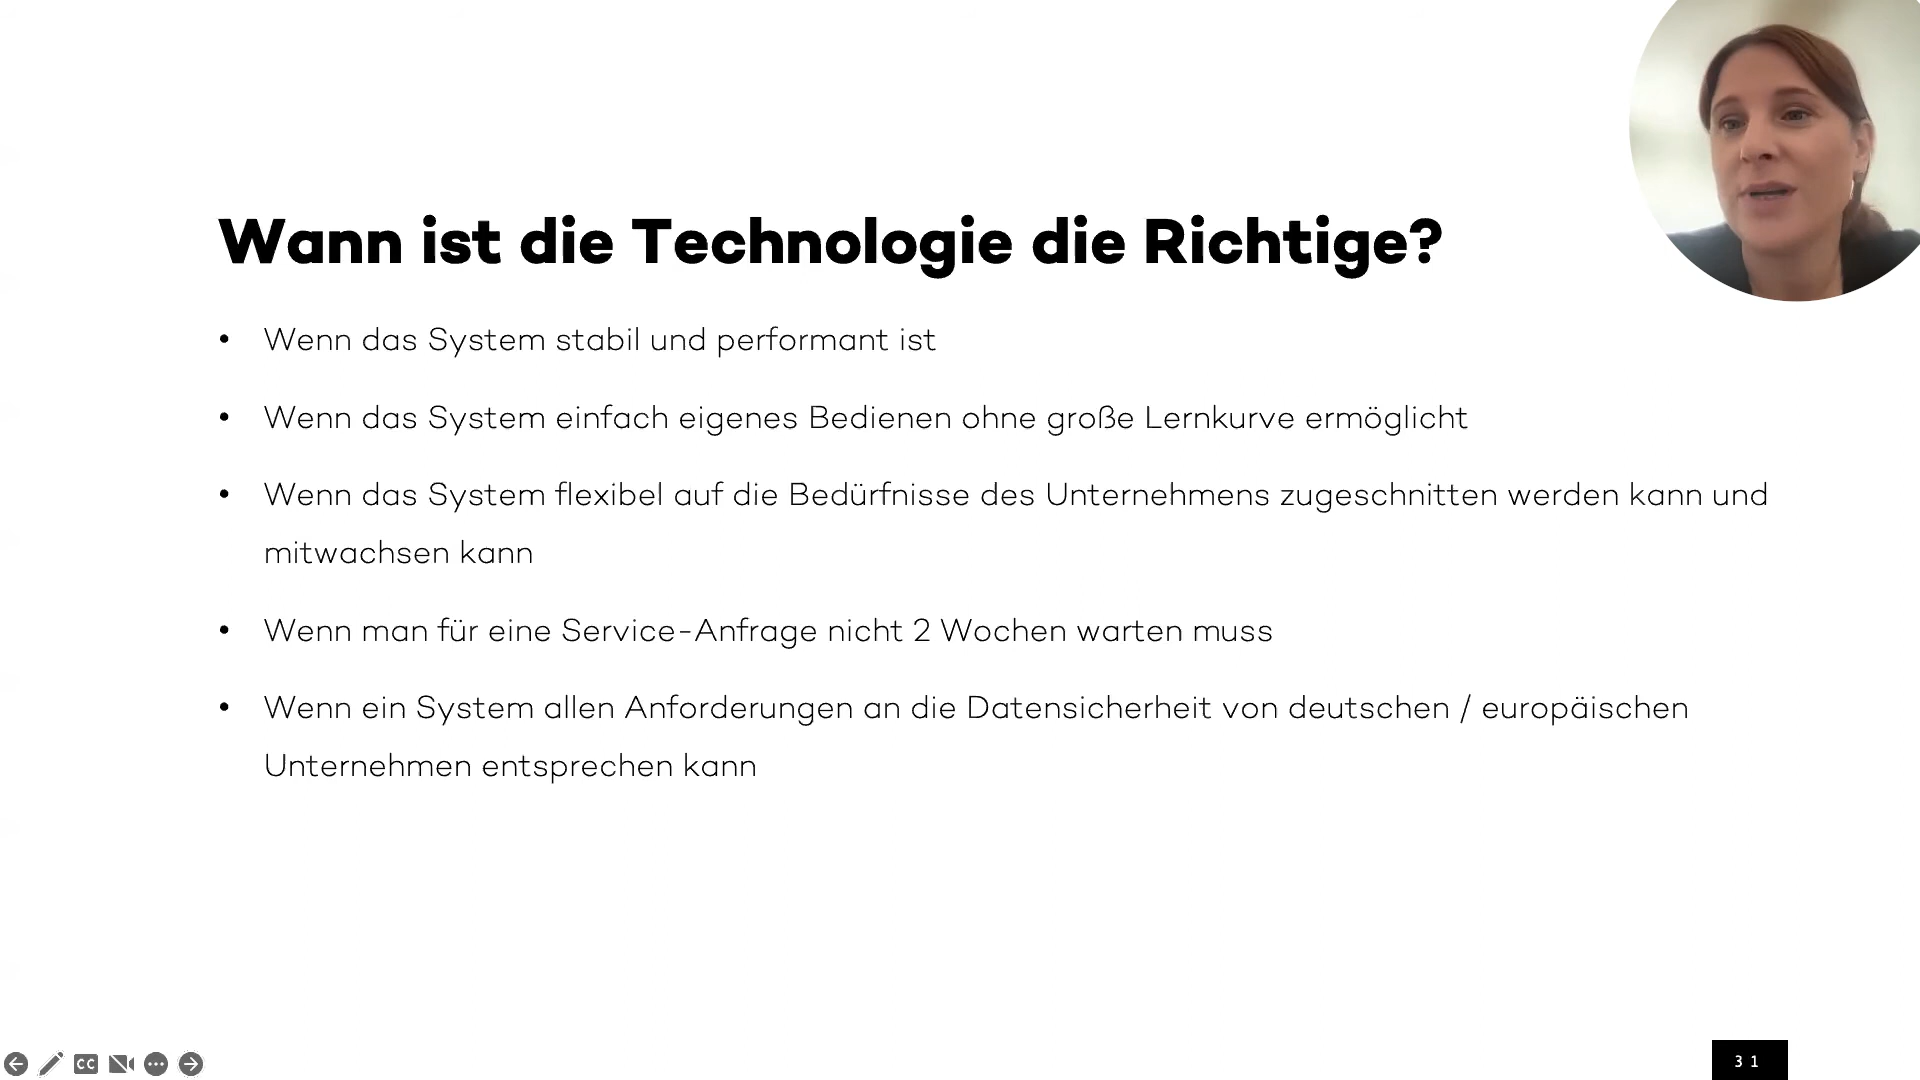 Wann ist die Technologie die Richtige?
• Wenn das System stabil und performant ist
• Wenn das System einfach eigenes Bedienen ohne große Lernkurve ermöglicht
• Wenn das System flexibel auf die Bedürfnisse des Unternehmens zugeschnitten werden kann und
mitwachsen kann
• Wenn man für eine Service-Anfrage nicht 2 Wochen warten muss
• Wenn ein System allen Anforderungen an die Datensicherheit von deutschen / europäischen
Unternehmen entsprechen kann
CC
31